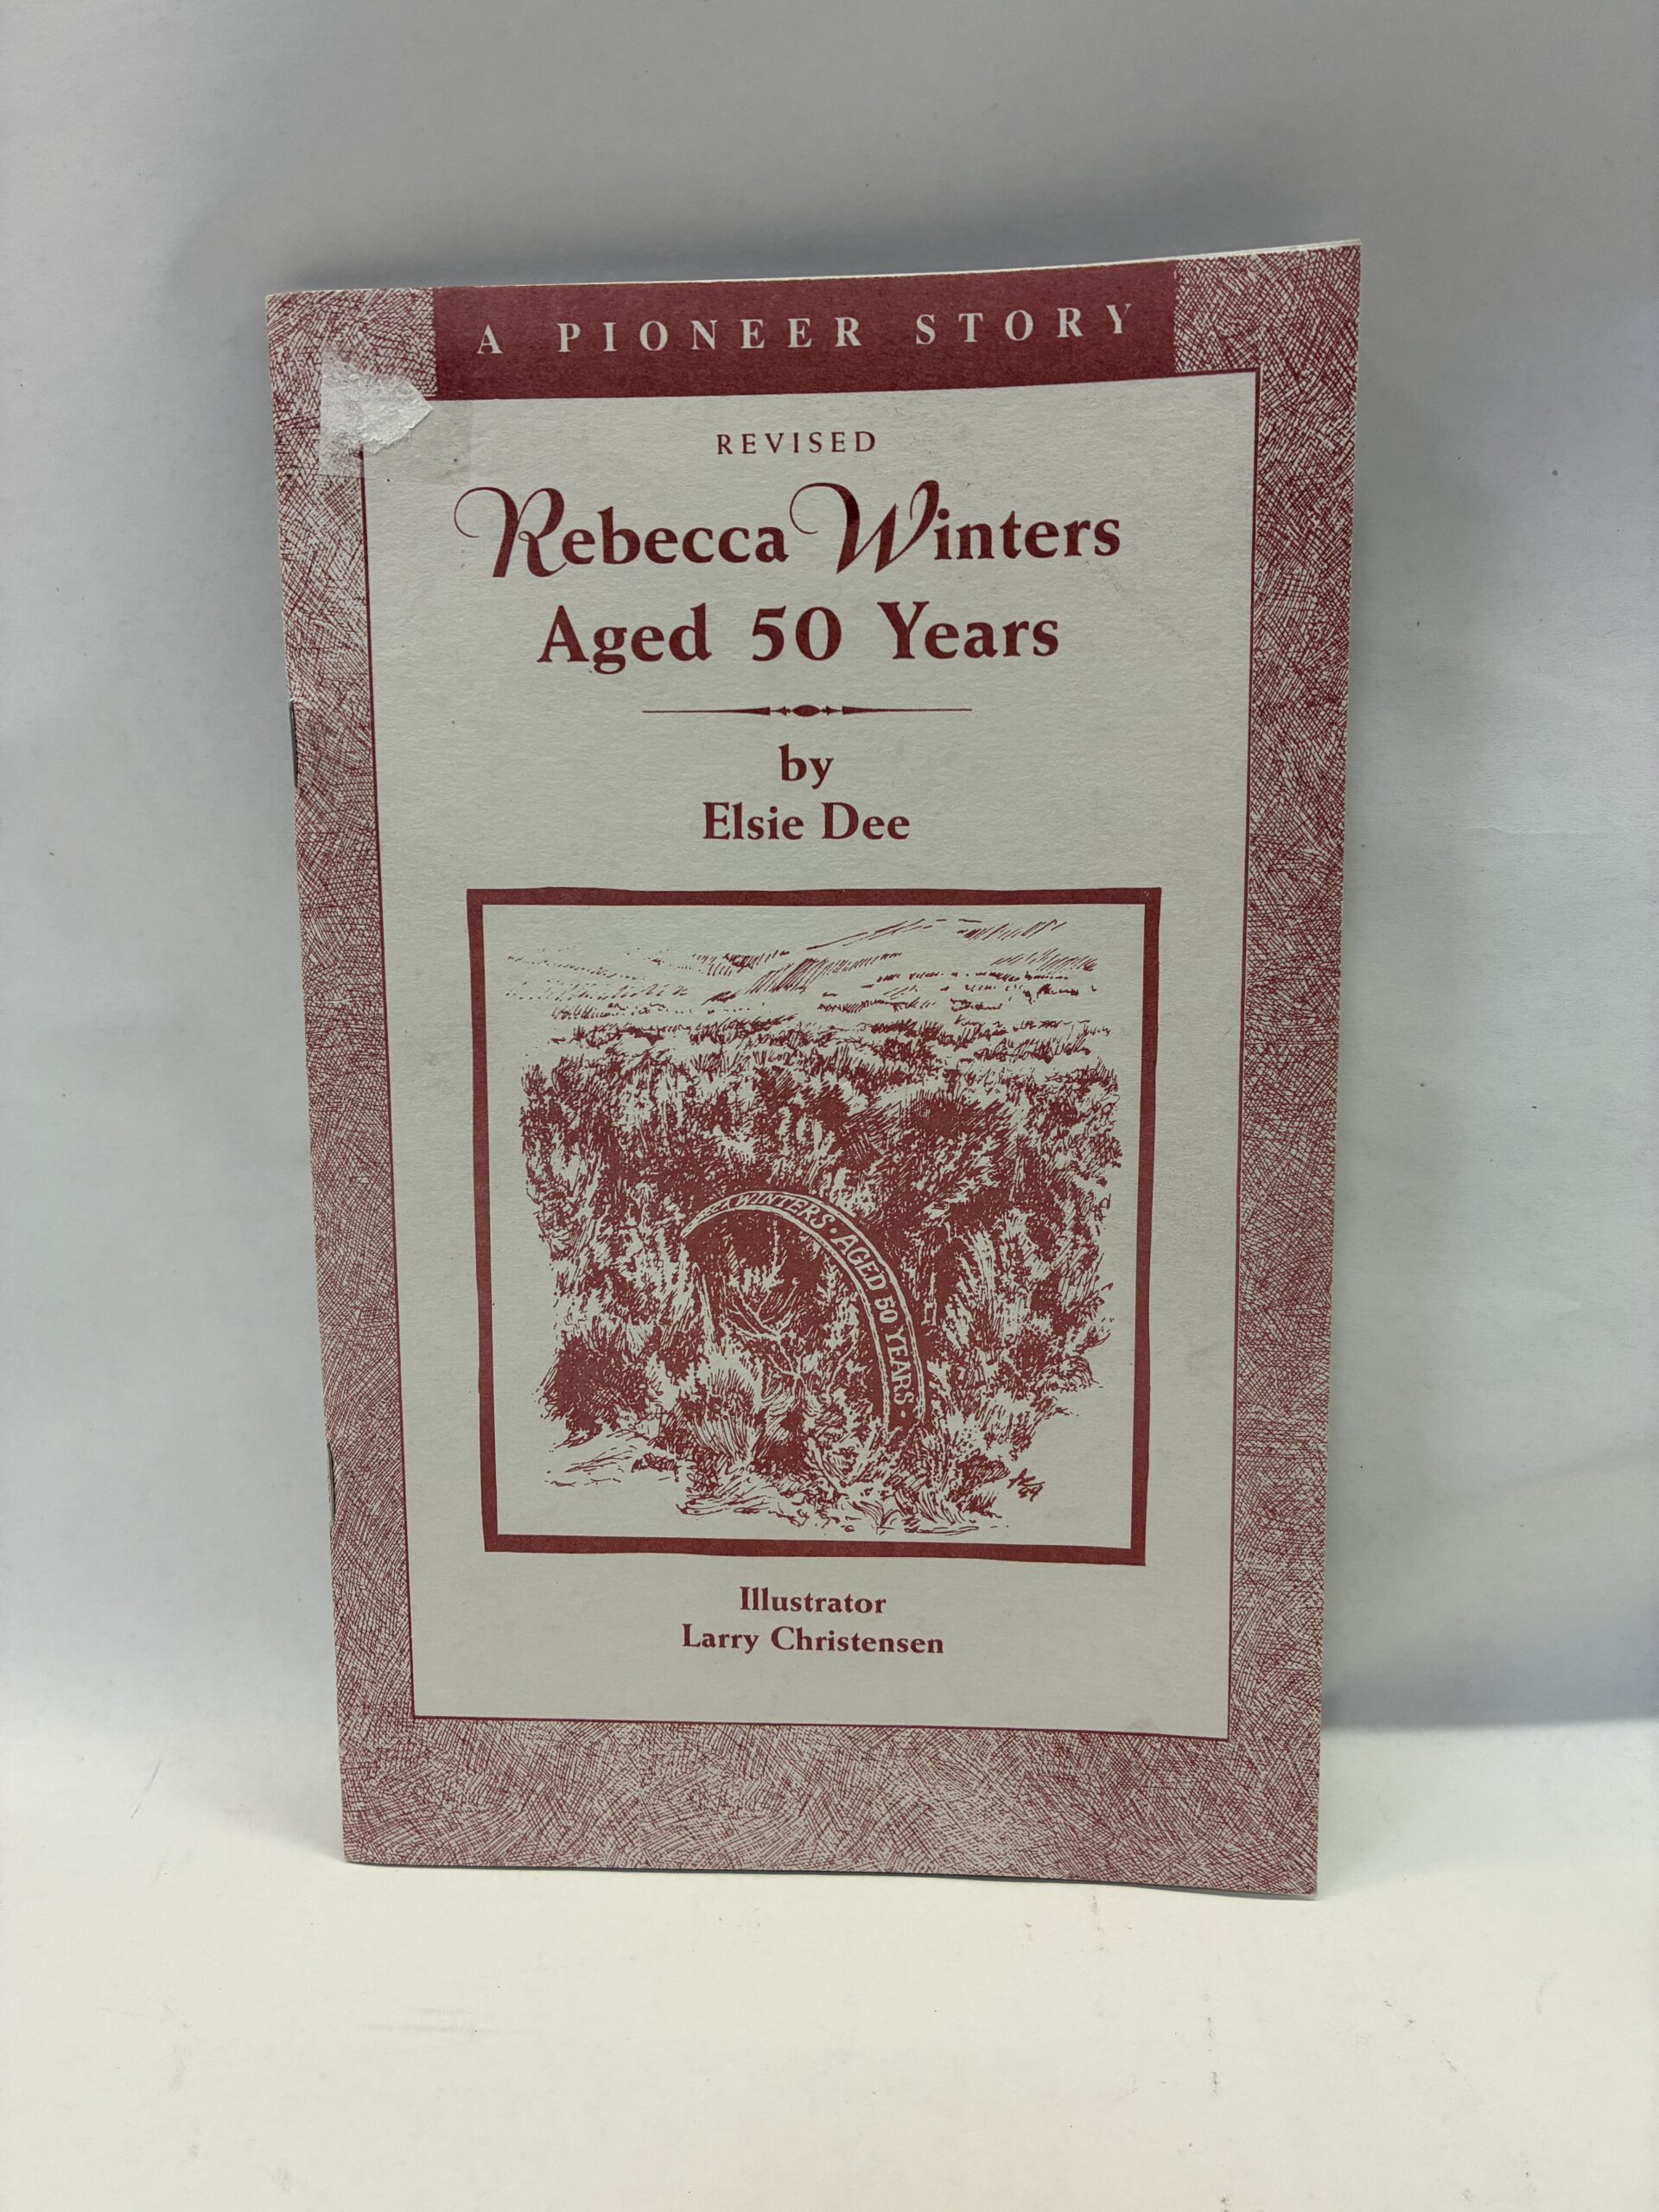 A PIONEER STORY
REVISED
Rebecca Winters
Aged 50 Years
by
Elsie Dee
WINTERS · AGED 50 YEARS ·
Illustrator
Larry Christensen